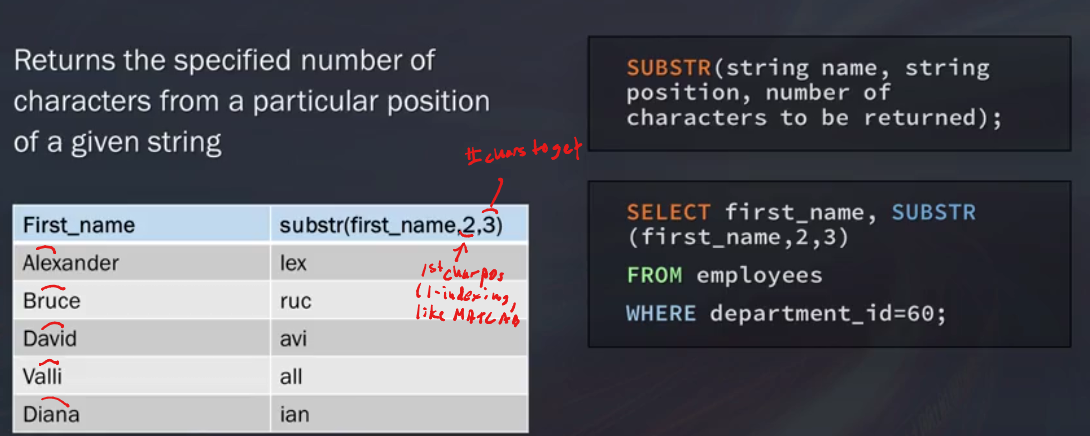 Returns the specified number of
characters from a particular position
of a given string
# chars to get
First_name substr(first_name,2,3)
Alexander lex
Bruce ruc
David avi
Valli all
Diana ian
1st char pos
(1-indexing,
like MATLAB
SUBSTR(string name, string
position, number of
characters to be returned);
SELECT first_name, SUBSTR
(first_name,2,3)
FROM employees
WHERE department_id=60;